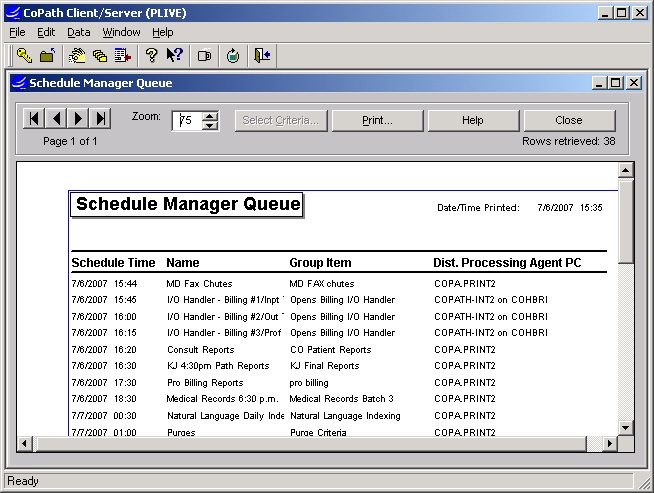 CoPath Client/Server (PLIVE)
File Edit Data Window Help
Schedule Manager Queue
Zoom: 75 Select Criteria... Print... Help Close
Page 1 of 1 Rows retrieved: 38
Schedule Manager Queue Date/Time Printed: 7/6/2007 15:35
Schedule Time Name Group Item Dist. Processing Agent PC
7/6/2007 15:44 MD Fax Chutes MD FAX chutes COPA.PRINT2
7/6/2007 15:45 I/O Handler - Billing #1/Inpt Opens Billing I/O Handler COPATH-INT2 on COHBRI
7/6/2007 16:00 I/O Handler - Billing #2/Out Opens Billing I/O Handler COPATH-INT2 on COHBRI
7/6/2007 16:15 I/O Handler - Billing #3/Prof Opens Billing I/O Handler COPATH-INT2 on COHBRI
7/6/2007 16:20 Consult Reports CO Patient Reports COPA.PRINT2
7/6/2007 16:30 KJ 4:30pm Path Reports KJ Final Reports COPA.PRINT2
7/6/2007 17:30 Pro Billing Reports pro billing COPA.PRINT2
7/6/2007 18:30 Medical Records 6:30 p.m. Medical Records Batch 3 COPA.PRINT2
7/7/2007 00:30 Natural Language Daily Inde Natural Language Indexing COPA.PRINT2
7/7/2007 01:00 Purges Purge Criteria COPA.PRINT2
Ready